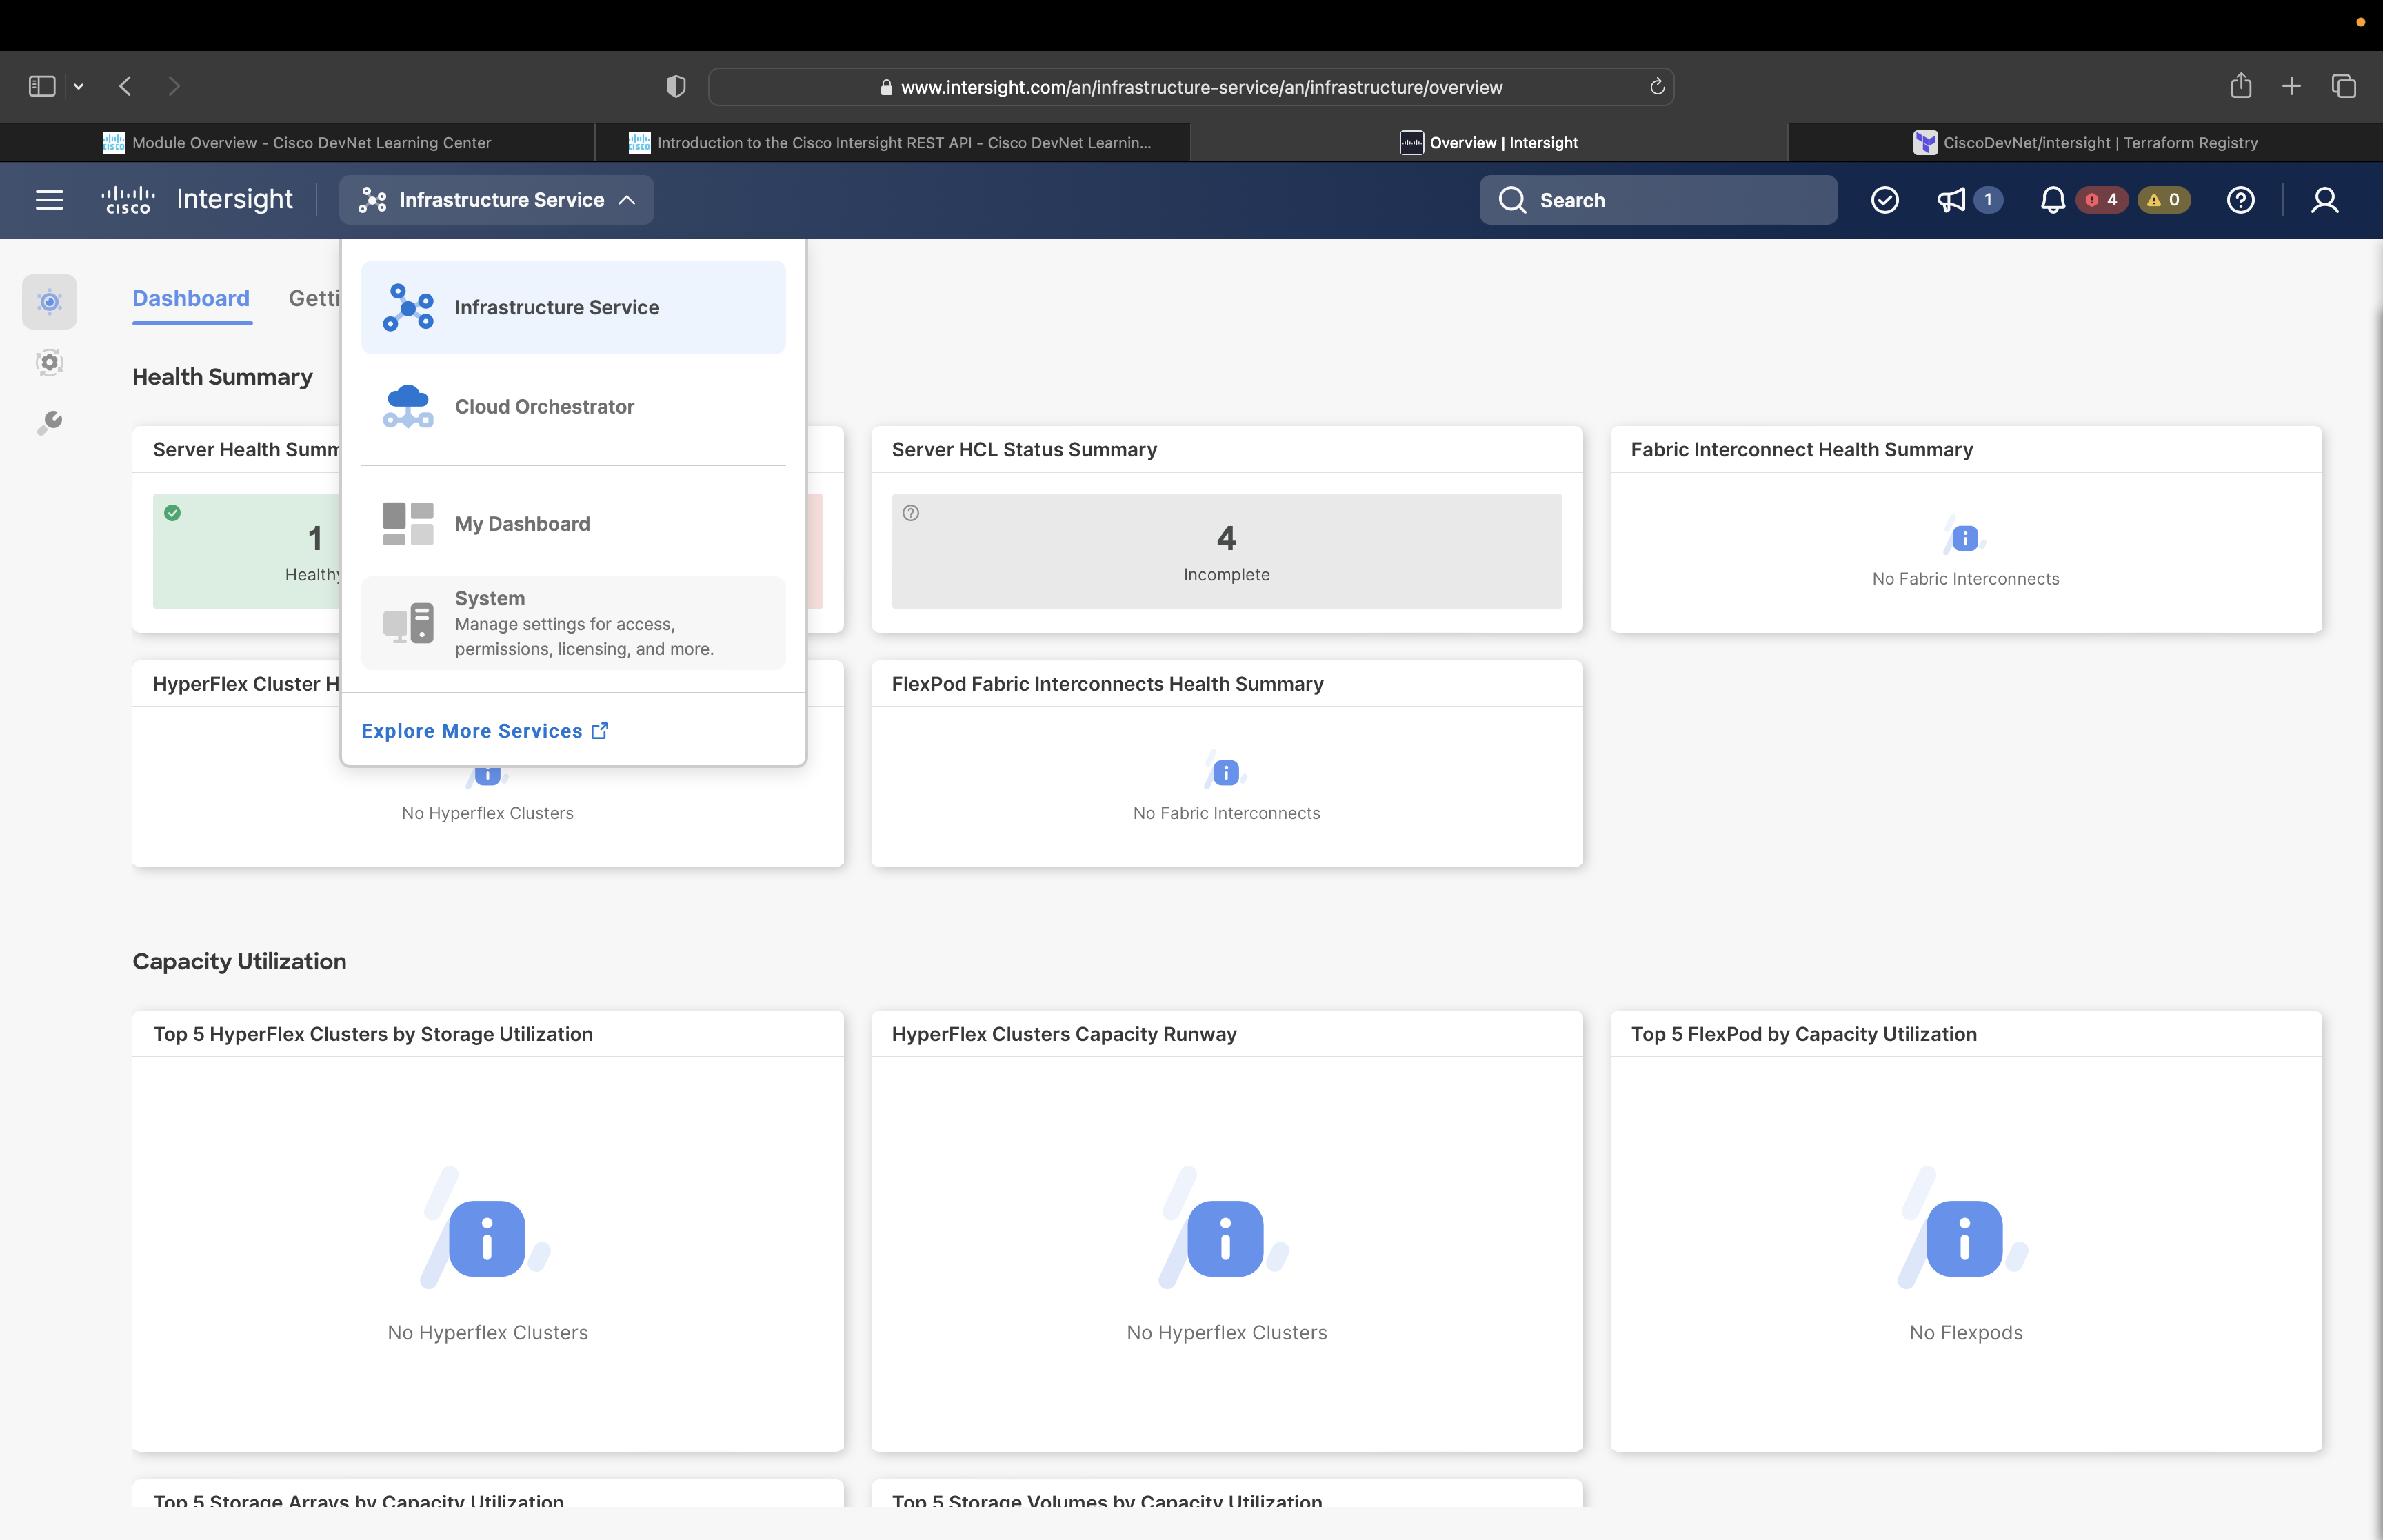 www.intersight.com/an/infrastructure-service/an/infrastructure/overview
Module Overview - Cisco DevNet Learning Center
Introduction to the Cisco Intersight REST API - Cisco DevNet Learnin...
Overview | Intersight
CiscoDevNet/intersight | Terraform Registry
CISCO
Intersight
Infrastructure Service
Search
1
4
0
Infrastructure Service
Cloud Orchestrator
My Dashboard
System
Manage settings for access,
permissions, licensing, and more.
Explore More Services
Dashboard
Getti
Health Summary
Server Health Summ
1
Healthy
Server HCL Status Summary
4
Incomplete
Fabric Interconnect Health Summary
No Fabric Interconnects
HyperFlex Cluster H
No Hyperflex Clusters
FlexPod Fabric Interconnects Health Summary
No Fabric Interconnects
Capacity Utilization
Top 5 HyperFlex Clusters by Storage Utilization
No Hyperflex Clusters
HyperFlex Clusters Capacity Runway
No Hyperflex Clusters
Top 5 FlexPod by Capacity Utilization
No Flexpods
Top 5 Storage Arrays by Capacity Utilization
Top 5 Storage Volumes by Capacity Utilization